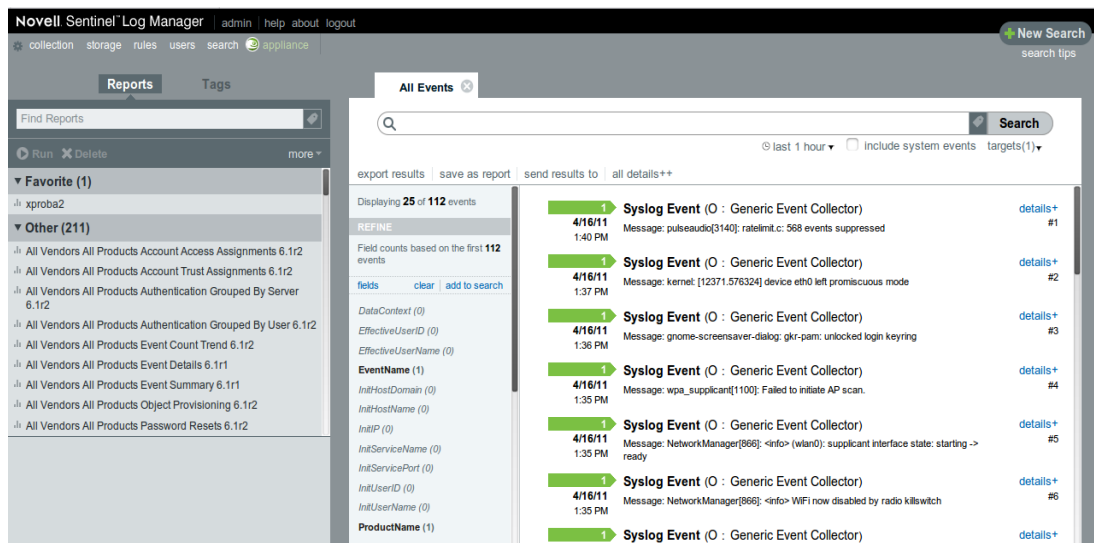 Novell Sentinel™ Log Manager admin help about logout
collection storage rules users search appliance
New Search
search tips
Reports Tags
Find Reports
Run Delete more
Favorite (1)
xproba2
Other (211)
All Vendors All Products Account Access Assignments 6.1r2
All Vendors All Products Account Trust Assignments 6.1r2
All Vendors All Products Authentication Grouped By Server
6.1r2
All Vendors All Products Authentication Grouped By User 6.1r2
All Vendors All Products Event Count Trend 6.1r2
All Vendors All Products Event Details 6.1r1
All Vendors All Products Event Summary 6.1r1
All Vendors All Products Object Provisioning 6.1r2
All Vendors All Products Password Resets 6.1r2
All Events
Search
last 1 hour include system events targets(1)
export results save as report send results to all details++
Displaying 25 of 112 events
REFINE
Field counts based on the first 112
events
fields clear add to search
DataContext (0)
EffectiveUserID (0)
EffectiveUserName (0)
EventName (1)
InitHostDomain (0)
InitHostName (0)
InitIP (0)
InitServiceName (0)
InitServicePort (0)
InitUserID (0)
InitUserName (0)
ProductName (1)
1 Syslog Event (O : Generic Event Collector) details+
4/16/11 Message: pulseaudio[3140]: ratelimit.c: 568 events suppressed #1
1:40 PM
1 Syslog Event (O : Generic Event Collector) details+
4/16/11 Message: kernel: [12371.576324] device eth0 left promiscuous mode #2
1:37 PM
1 Syslog Event (O : Generic Event Collector) details+
4/16/11 Message: gnome-screensaver-dialog: gkr-pam: unlocked login keyring #3
1:36 PM
1 Syslog Event (O : Generic Event Collector) details+
4/16/11 Message: wpa_supplicant[1100]: Failed to initiate AP scan. #4
1:35 PM
1 Syslog Event (O : Generic Event Collector) details+
4/16/11 Message: NetworkManager[866]: <info> (wlan0): supplicant interface state: starting -> #5
1:35 PM ready
1 Syslog Event (O : Generic Event Collector) details+
4/16/11 Message: NetworkManager[866]: <info> WiFi now disabled by radio killswitch #6
1:35 PM
1 Syslog Event (O : Generic Event Collector) details+